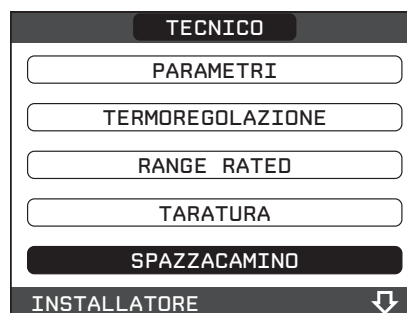 TECNICO
PARAMETRI
TERMOREGOLAZIONE
RANGE RATED
TARATURA
SPAZZACAMINO
INSTALLATORE